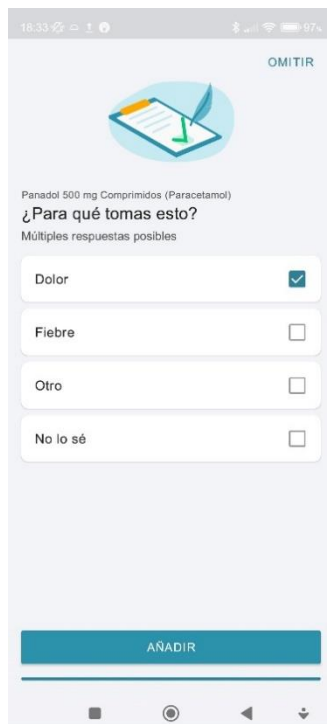 18:33
97%
OMITIR
Panadol 500 mg Comprimidos (Paracetamol)
¿Para qué tomas esto?
Múltiples respuestas posibles
Dolor
Fiebre
Otro
No lo sé
AÑADIR